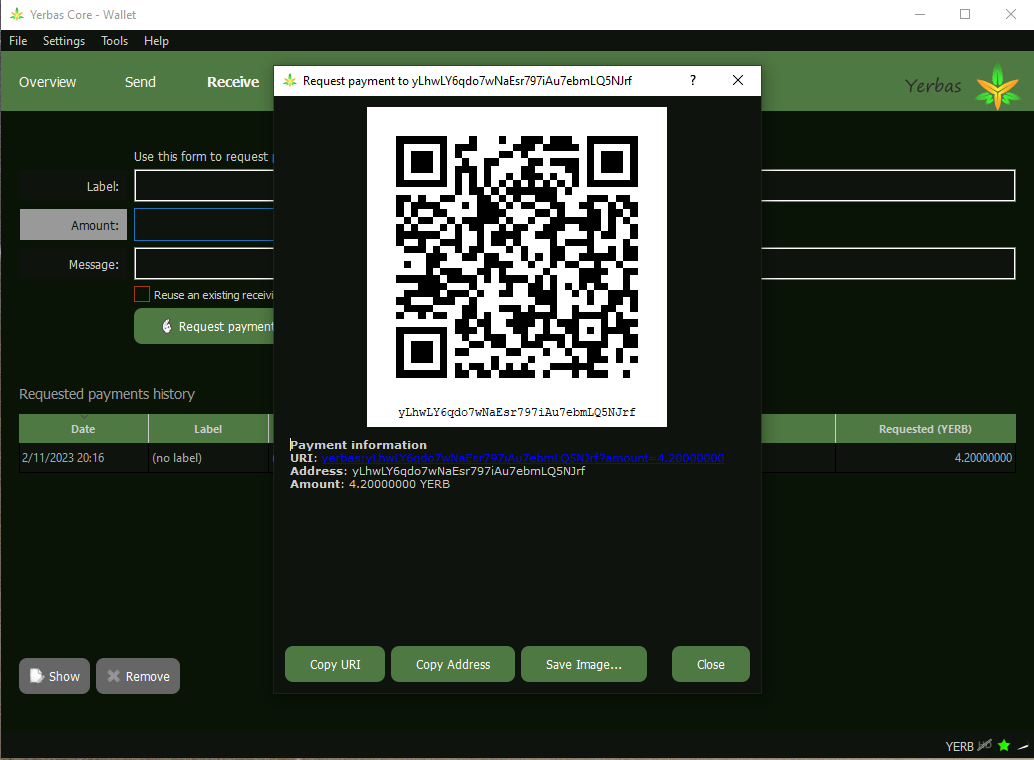 Yerbas Core - Wallet
File Settings Tools Help
Overview Send Receive
Yerbas
Request payment to yLhwLY6qdo7wNaEsr797iAu7ebmLQ5NJrf ?
Use this form to request
Label:
Amount:
Message:
Reuse an existing receivi
Request payment
yLhwLY6qdo7wNaEsr797iAu7ebmLQ5NJrf
Requested payments history
Date Label Requested (YERB)
2/11/2023 20:16 (no label) 4.20000000
Payment information
URI: yerbas:yLhwLY6qdo7wNaEsr797iAu7ebmLQ5NJrf?amount=4.20000000
Address: yLhwLY6qdo7wNaEsr797iAu7ebmLQ5NJrf
Amount: 4.20000000 YERB
Copy URI Copy Address Save Image... Close
Show Remove
YERB HD